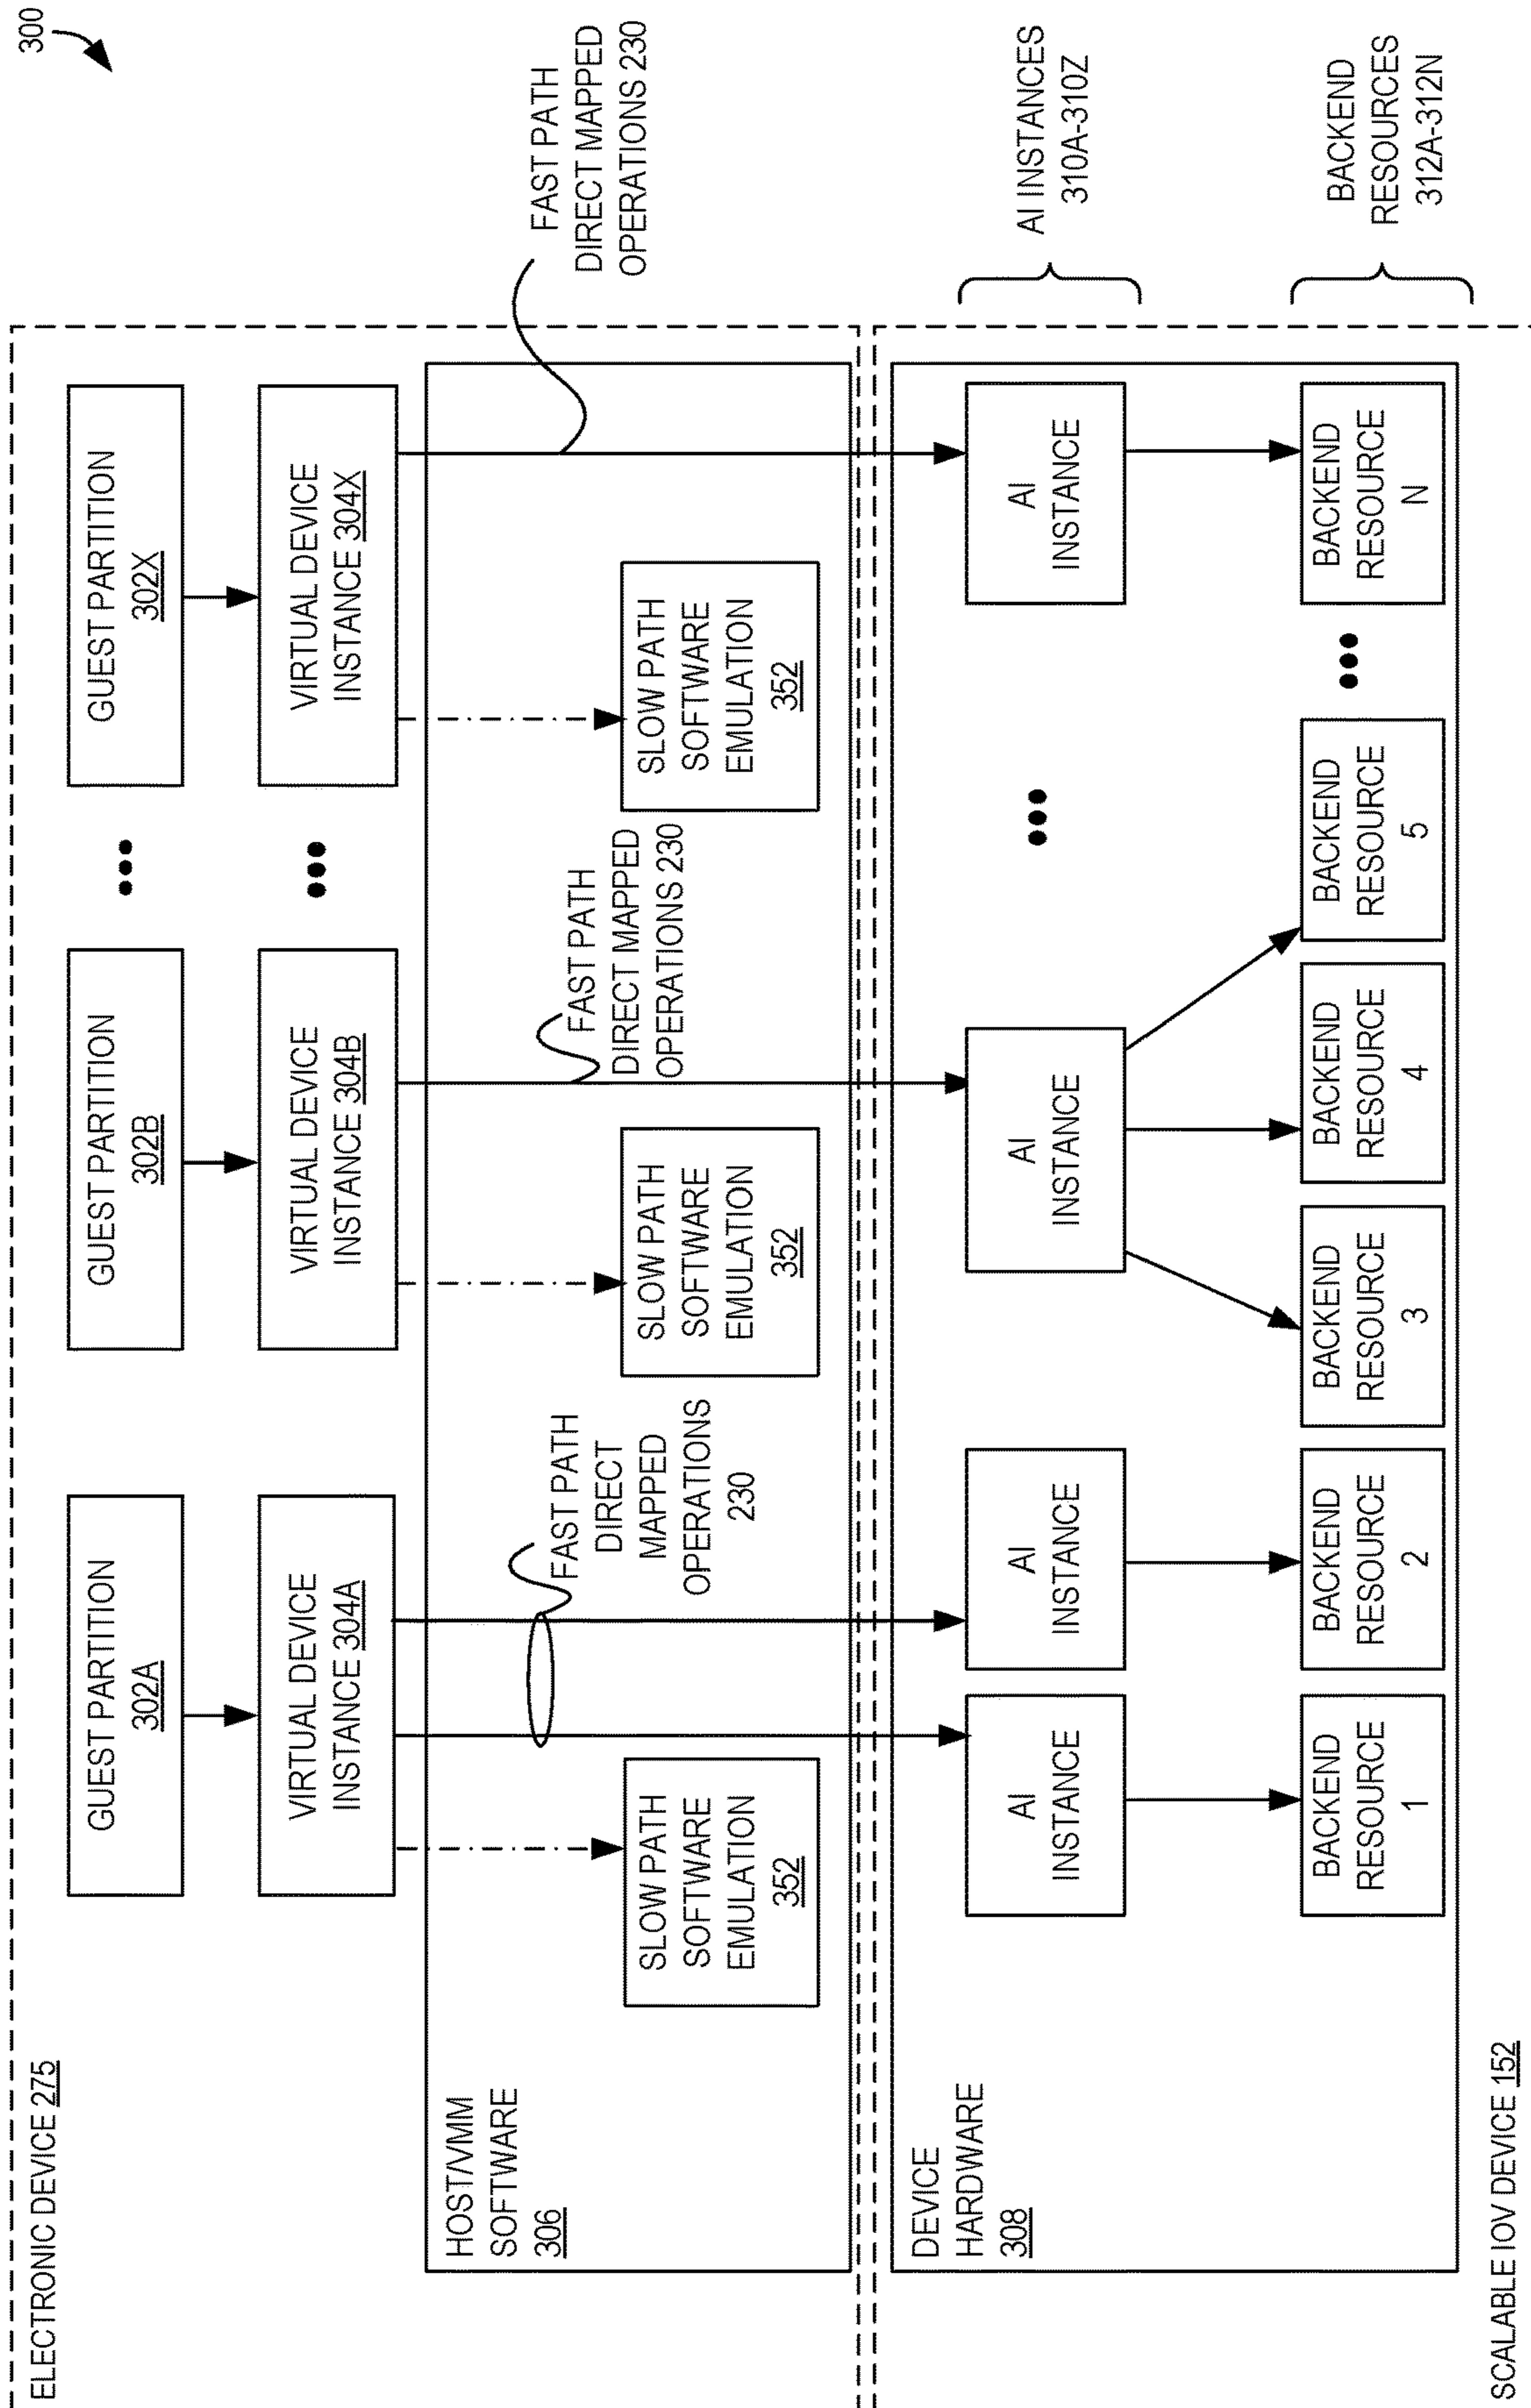 300
ELECTRONIC DEVICE 275
GUEST PARTITION
302A
GUEST PARTITION
302B
GUEST PARTITION
302X
VIRTUAL DEVICE
INSTANCE 304A
VIRTUAL DEVICE
INSTANCE 304B
VIRTUAL DEVICE
INSTANCE 304X
HOST/VMM
SOFTWARE
306
SLOW PATH
SOFTWARE
EMULATION
352
FAST PATH
DIRECT
MAPPED
OPERATIONS
230
SLOW PATH
SOFTWARE
EMULATION
352
FAST PATH
DIRECT MAPPED
OPERATIONS 230
SLOW PATH
SOFTWARE
EMULATION
352
FAST PATH
DIRECT MAPPED
OPERATIONS 230
DEVICE
HARDWARE
308
AI
INSTANCE
AI
INSTANCE
AI
INSTANCE
AI
INSTANCE
AI INSTANCES
310A-310Z
BACKEND
RESOURCE
1
BACKEND
RESOURCE
2
BACKEND
RESOURCE
3
BACKEND
RESOURCE
4
BACKEND
RESOURCE
5
BACKEND
RESOURCE
N
BACKEND
RESOURCES
312A-312N
SCALABLE IOV DEVICE 152